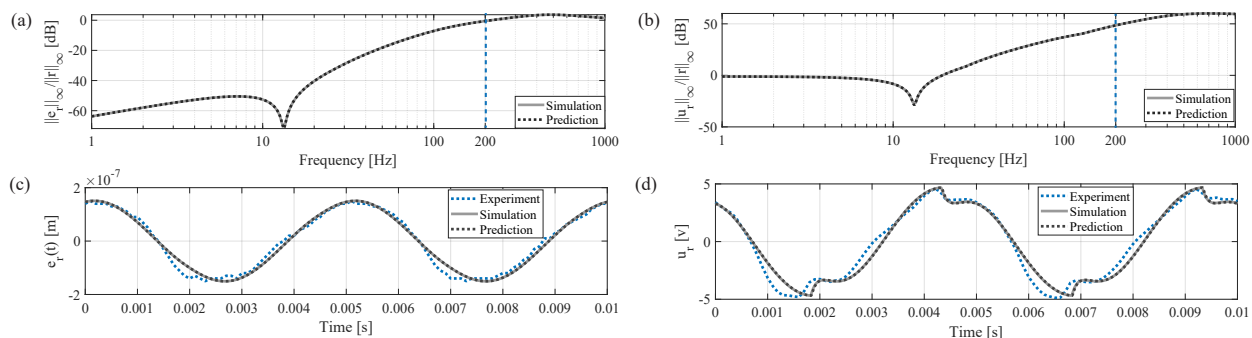 (a)
||e_r||_∞/||r||_∞ [dB]
0
-20
-40
-60
Simulation
Prediction
1
10
100
200
1000
Frequency [Hz]
(b)
||u_r||_∞/||r||_∞ [dB]
50
0
-50
Simulation
Prediction
1
10
100
200
1000
Frequency [Hz]
(c)
×10⁻⁷
e_r(t) [m]
2
0
-2
Experiment
Simulation
Prediction
0
0.001
0.002
0.003
0.004
0.005
0.006
0.007
0.008
0.009
0.01
Time [s]
(d)
u_r [v]
5
0
-5
Experiment
Simulation
Prediction
0
0.001
0.002
0.003
0.004
0.005
0.006
0.007
0.008
0.009
0.01
Time [s]